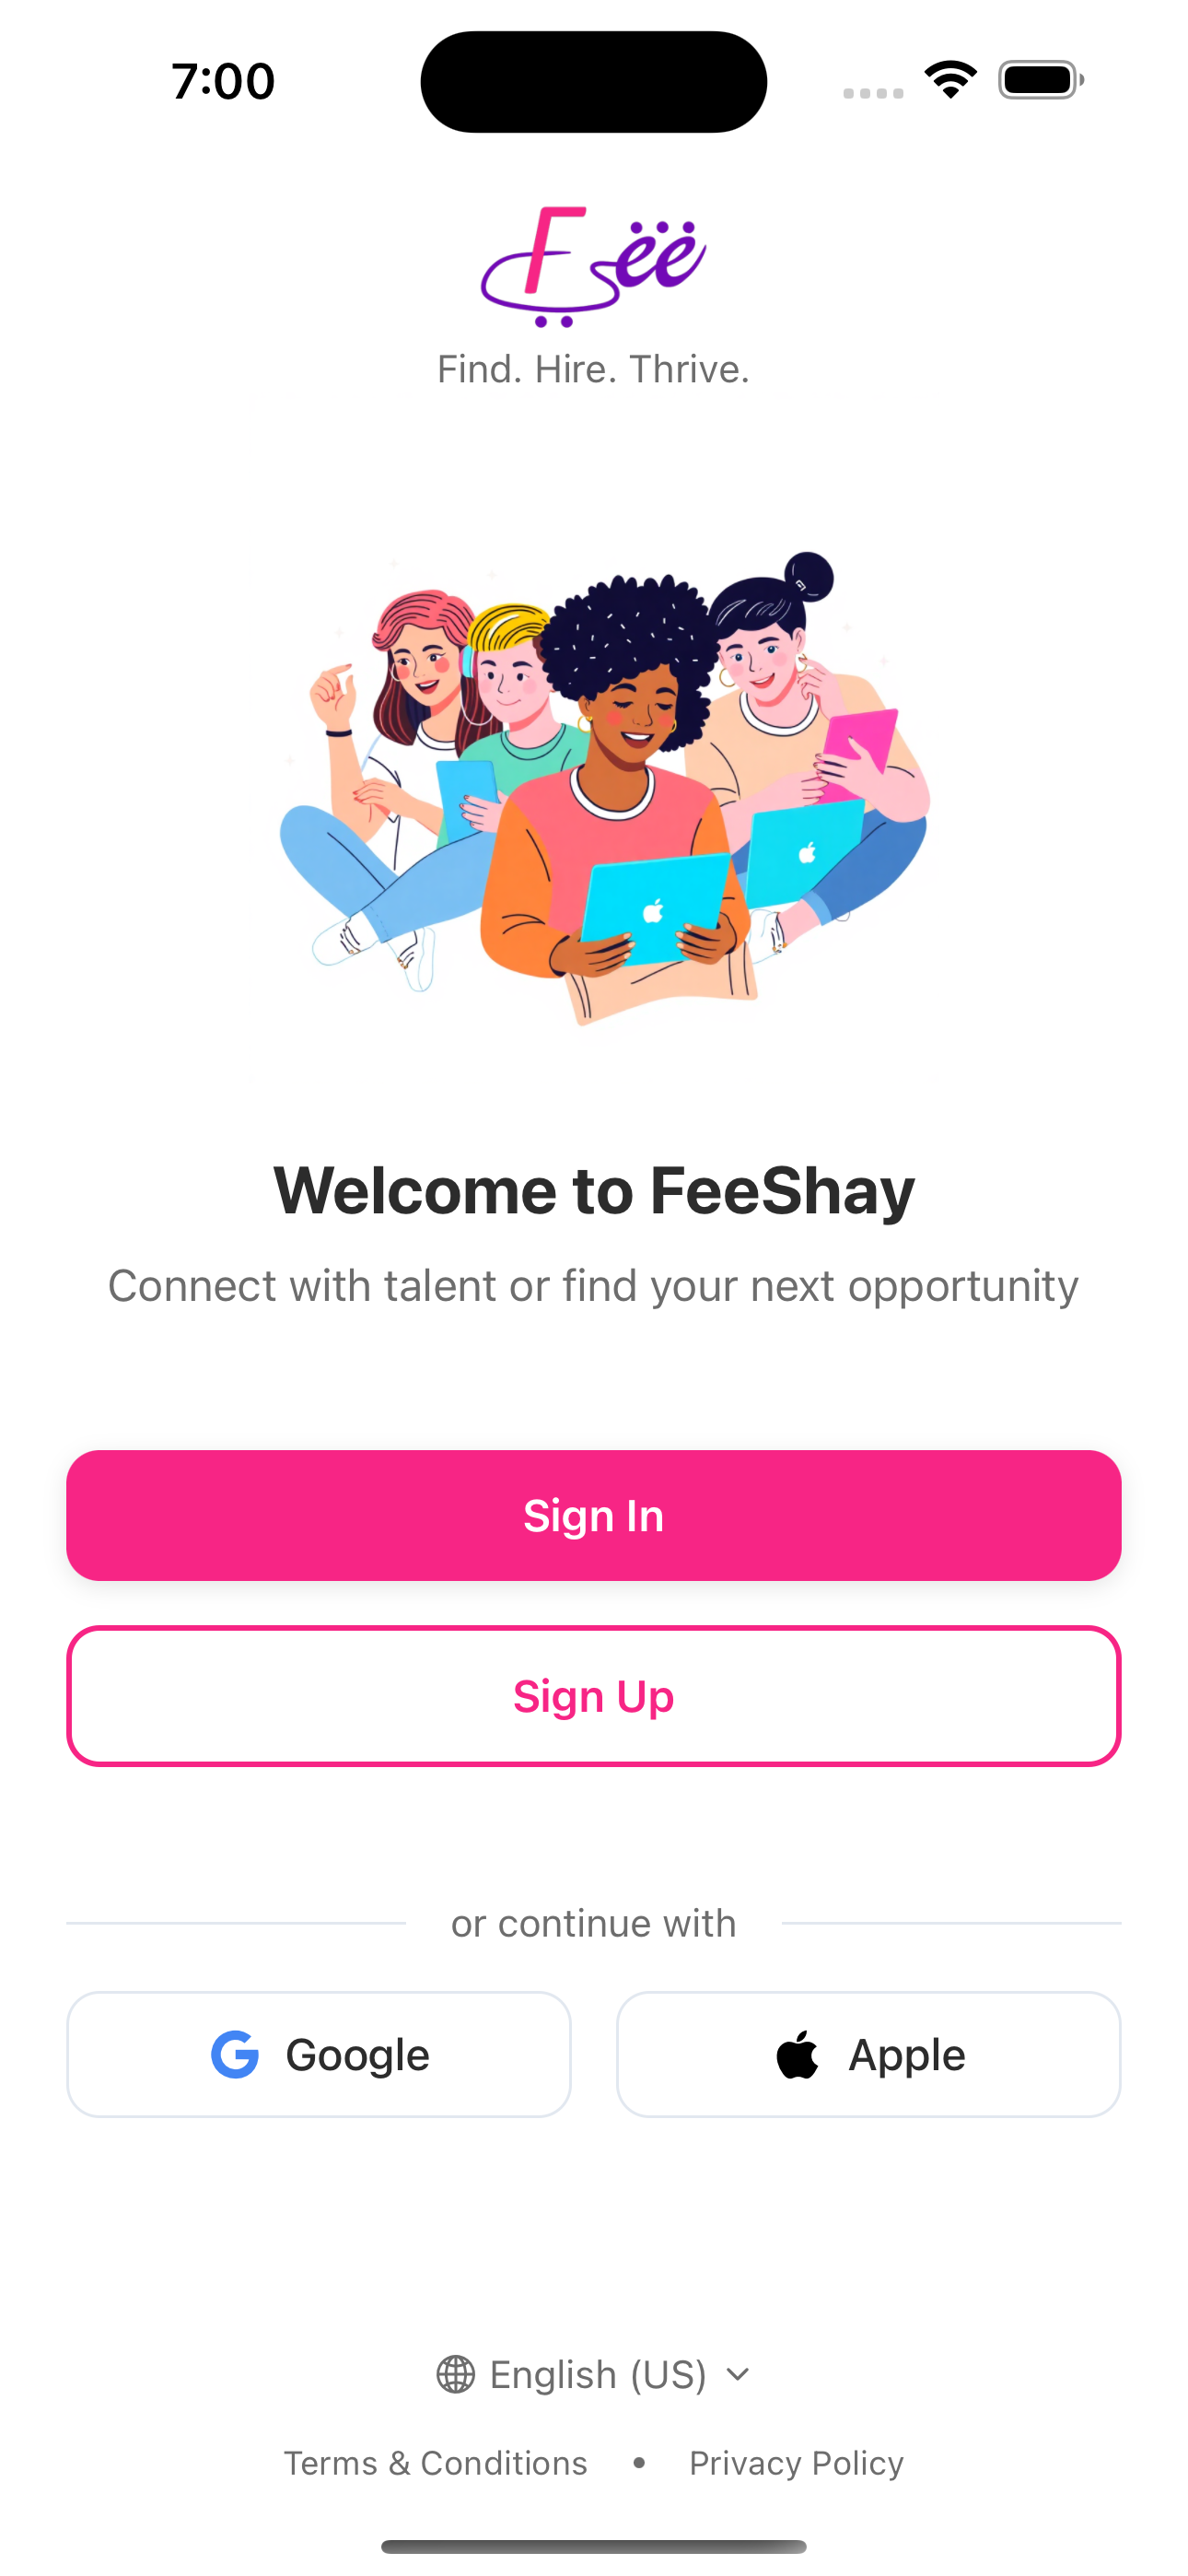 7:00
Fëë
Find. Hire. Thrive.
Welcome to FeeShay
Connect with talent or find your next opportunity
Sign In
Sign Up
or continue with
Google
Apple
English (US)
Terms & Conditions • Privacy Policy